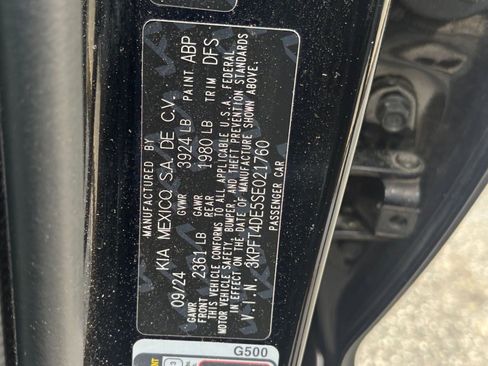 MANUFACTURED BY
KIA MEXICO, S.A. DE C.V.
09/24 GVWR 3924 LB PAINT ABP
GAWR FRONT 2361 LB GAWR REAR 1980 LB TRIM DFS
THIS VEHICLE CONFORMS TO ALL APPLICABLE U.S.A. FEDERAL
MOTOR VEHICLE SAFETY, BUMPER, AND THEFT PREVENTION STANDARDS
IN EFFECT ON THE DATE OF MANUFACTURE SHOWN ABOVE.
V.I.N. 3KPFT4DE5SE021760
PASSENGER CAR
G500